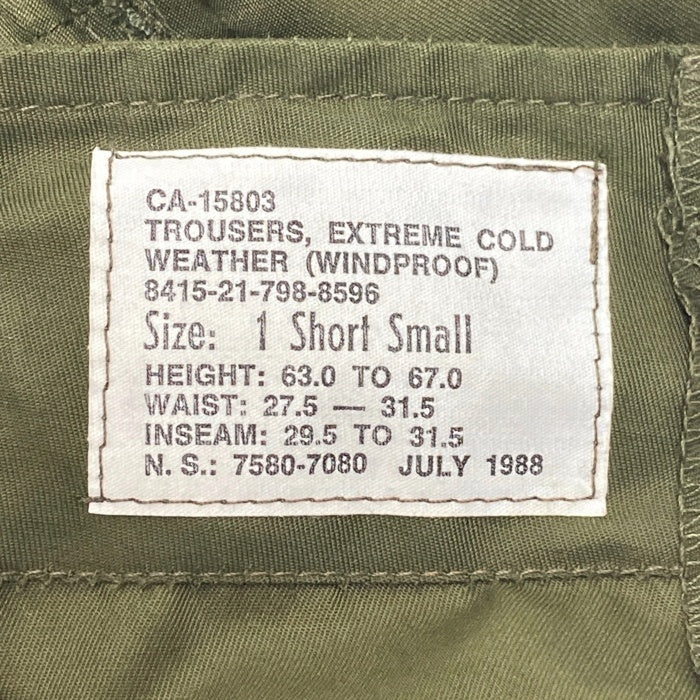 CA-15803
TROUSERS, EXTREME COLD
WEATHER (WINDPROOF)
8415-21-798-8596
Size: 1 Short Small
HEIGHT: 63.0 TO 67.0
WAIST: 27.5 — 31.5
INSEAM: 29.5 TO 31.5
N. S.: 7580-7080 JULY 1988